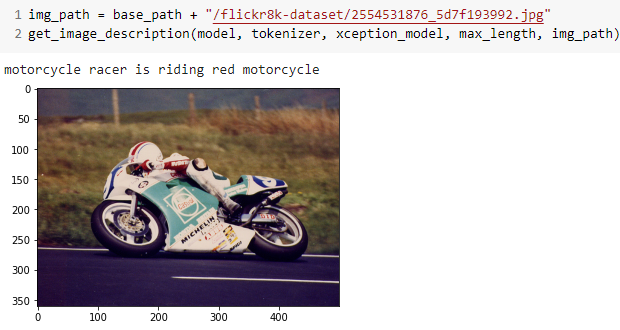 1 img_path = base_path + "/flickr8k-dataset/2554531876_5d7f193992.jpg"
2 get_image_description(model, tokenizer, xception_model, max_length, img_path)
motorcycle racer is riding red motorcycle
0
50
100
150
200
250
300
350
Castrol
MICHELIN
0 100 200 300 400